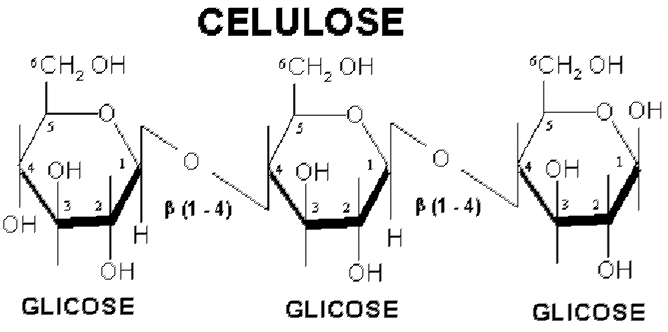 CELULOSE
6CH2 OH 6CH2 OH 6CH2 OH
O O O OH
5 5 5
4 OH 1 O 4 OH 1 O 4 OH 1
3 2 β (1 - 4) 3 2 β (1 - 4) 3 2
OH H H
OH OH OH
GLICOSE GLICOSE GLICOSE